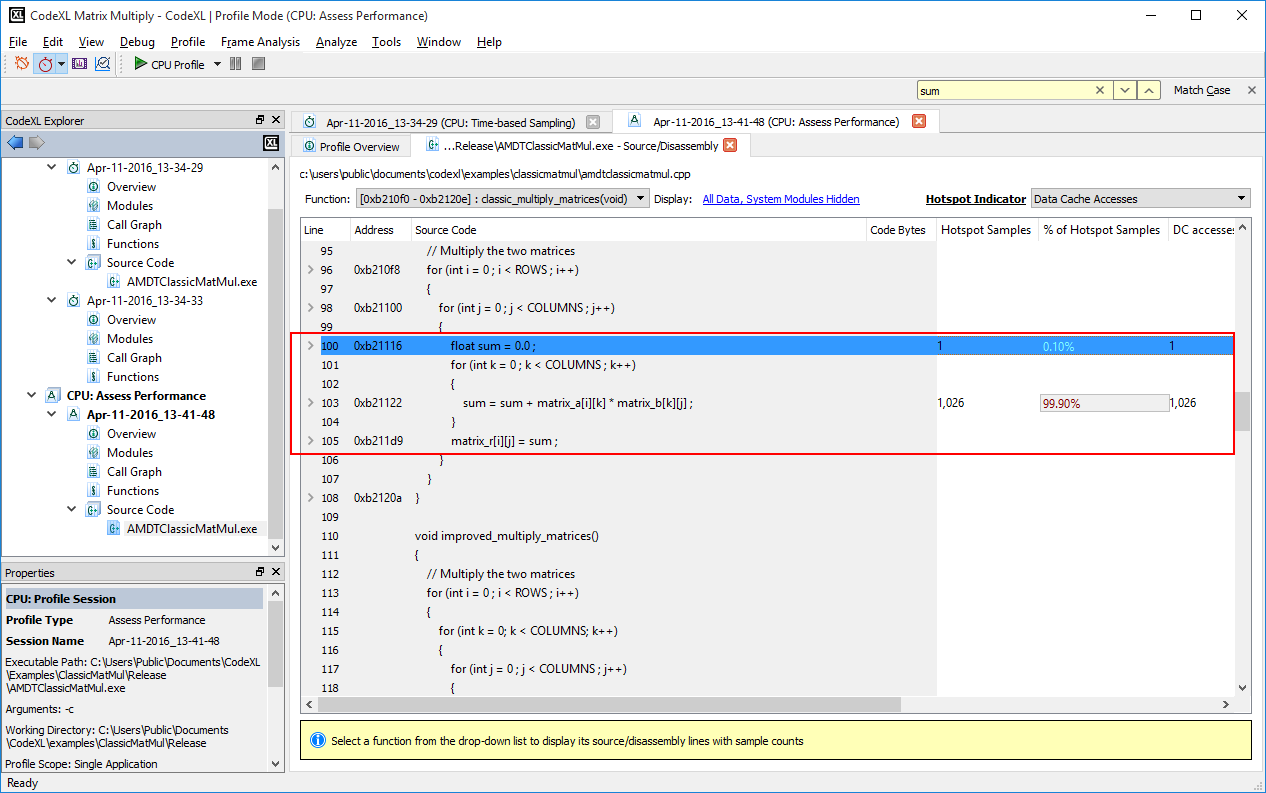 CodeXL Matrix Multiply - CodeXL | Profile Mode (CPU: Assess Performance)
File Edit View Debug Profile Frame Analysis Analyze Tools Window Help
CPU Profile
sum Match Case
CodeXL Explorer
Apr-11-2016_13-34-29
Overview
Modules
Call Graph
Functions
Source Code
AMDTClassicMatMul.exe
Apr-11-2016_13-34-33
Overview
Modules
Call Graph
Functions
CPU: Assess Performance
Apr-11-2016_13-41-48
Overview
Modules
Call Graph
Functions
Source Code
AMDTClassicMatMul.exe
Properties
CPU: Profile Session
Profile Type Assess Performance
Session Name Apr-11-2016_13-41-48
Executable Path: C:\Users\Public\Documents\CodeXL
\Examples\ClassicMatMul\Release
\AMDTClassicMatMul.exe
Arguments: -c
Working Directory: C:\Users\Public\Documents
\CodeXL\examples\ClassicMatMul\Release
Profile Scope: Single Application
Apr-11-2016_13-34-29 (CPU: Time-based Sampling) Apr-11-2016_13-41-48 (CPU: Assess Performance)
Profile Overview ...Release\AMDTClassicMatMul.exe - Source/Disassembly
c:\users\public\documents\codexl\examples\classicmatmul\amdtclassicmatmul.cpp
Function: [0xb210f0 - 0xb2120e] : classic_multiply_matrices(void) Display: All Data, System Modules Hidden Hotspot Indicator Data Cache Accesses
Line Address Source Code Code Bytes Hotspot Samples % of Hotspot Samples DC accesses
95 // Multiply the two matrices
96 0xb210f8 for (int i = 0 ; i < ROWS ; i++)
97 {
98 0xb21100 for (int j = 0 ; j < COLUMNS ; j++)
99 {
100 0xb21116 float sum = 0.0 ; 1 0.10% 1
101 for (int k = 0 ; k < COLUMNS ; k++)
102 {
103 0xb21122 sum = sum + matrix_a[i][k] * matrix_b[k][j] ; 1,026 99.90% 1,026
104 }
105 0xb211d9 matrix_r[i][j] = sum ;
106 }
107 }
108 0xb2120a }
109
110 void improved_multiply_matrices()
111 {
112 // Multiply the two matrices
113 for (int i = 0 ; i < ROWS ; i++)
114 {
115 for (int k = 0; k < COLUMNS; k++)
116 {
117 for (int j = 0 ; j < COLUMNS ; j++)
118 {
Select a function from the drop-down list to display its source/disassembly lines with sample counts
Ready